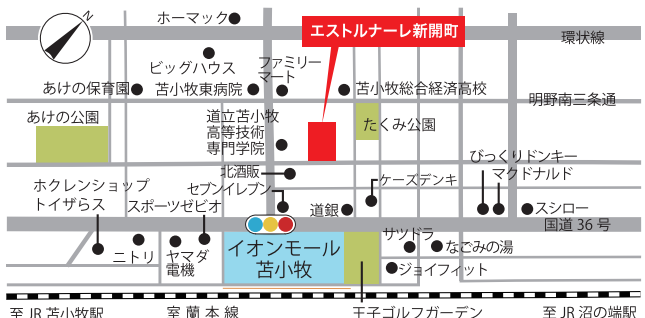 ホーマック
N
エストルナーレ新開町
環状線
ビッグハウス
ファミリー
マート
あけの保育園
苫小牧東病院
苫小牧総合経済高校
明野南三条通
あけの公園
道立苫小牧
高等技術
専門学院
たくみ公園
北酒販
びっくりドンキー
マクドナルド
ホクレンショップ
トイザらス
セブンイレブン
ケーズデンキ
スポーツゼビオ
道銀
スシロー
国道36号
サツドラ
なごみの湯
ニトリ
ヤマダ
電機
イオンモール
苫小牧
ジョイフィット
至JR苫小牧駅
室蘭本線
王子ゴルフガーデン
至JR沼の端駅